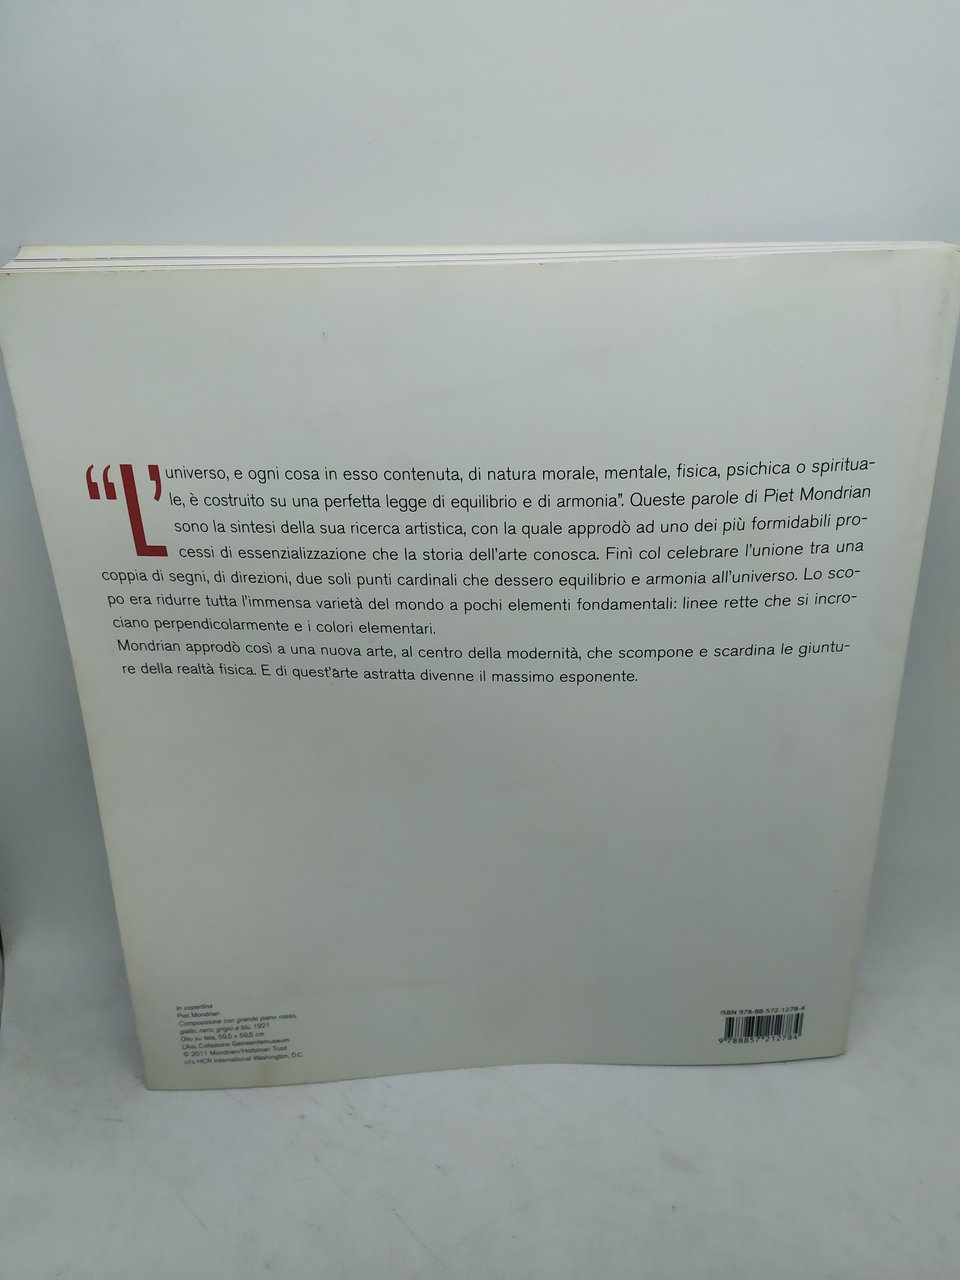 “L’universo, e ogni cosa in esso contenuta, di natura morale, mentale, fisica, psichica o spiritua-
le, è costruito su una perfetta legge di equilibrio e di armonia”. Queste parole di Piet Mondrian
sono la sintesi della sua ricerca artistica, con la quale approdò ad uno dei più formidabili pro-
cessi di essenzializzazione che la storia dell’arte conosca. Finì col celebrare l’unione tra una
coppia di segni, di direzioni, due soli punti cardinali che dessero equilibrio e armonia all’universo. Lo sco-
po era ridurre tutta l’immensa varietà del mondo a pochi elementi fondamentali: linee rette che si incro-
ciano perpendicolarmente e i colori elementari.
Mondrian approdò così a una nuova arte, al centro della modernità, che scompone e scardina le giuntu-
re della realtà fisica. E di quest’arte astratta divenne il massimo esponente.
In copertina
Piet Mondrian
Composizione con grande piano rosso,
giallo, nero, grigio e blu, 1921
Olio su tela, 59,5 x 59,5 cm
L’Aia, Collezione Gemeentemuseum
© 2011 Mondrian/Holtzman Trust
c/o HCR International Washington, D.C.
ISBN 978-88-572-1278-4
9 788857 212784